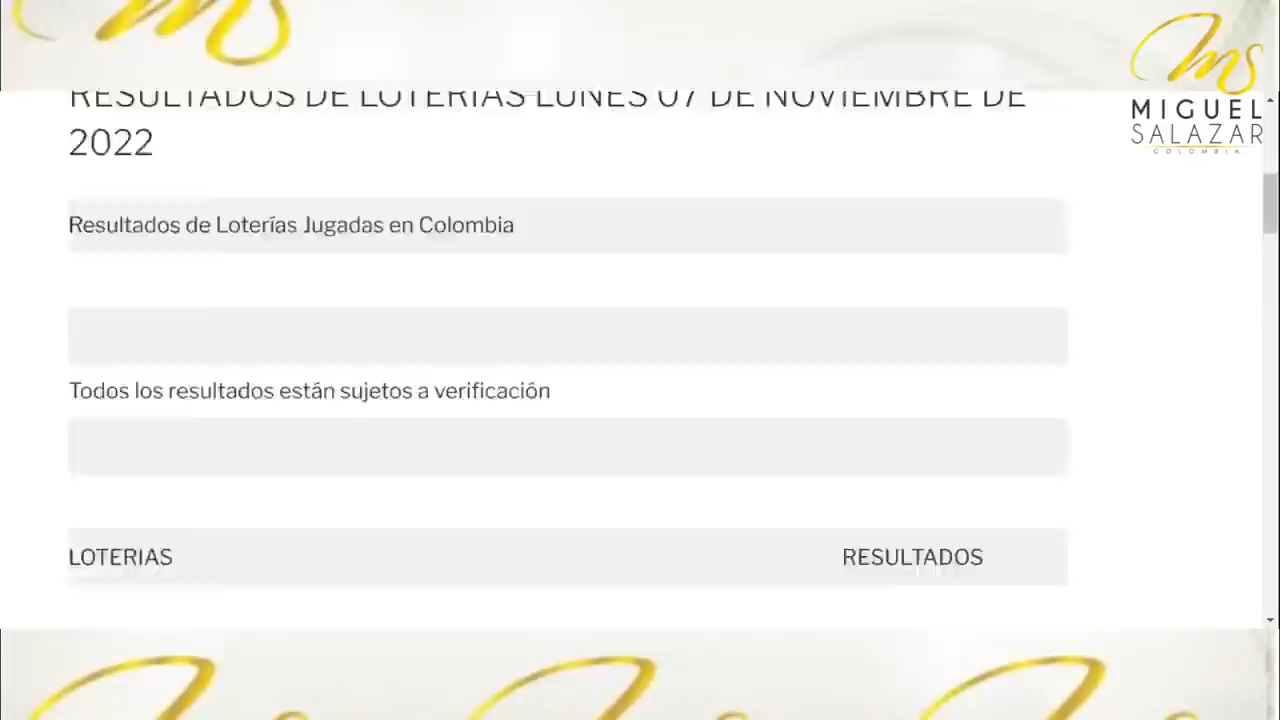 MS
MIGUEL
SALAZAR
COLOMBIA
RESULTADOS DE LOTERIAS LUNES 07 DE NOVIEMBRE DE
2022
Resultados de Loterías Jugadas en Colombia
Todos los resultados están sujetos a verificación
LOTERIAS RESULTADOS